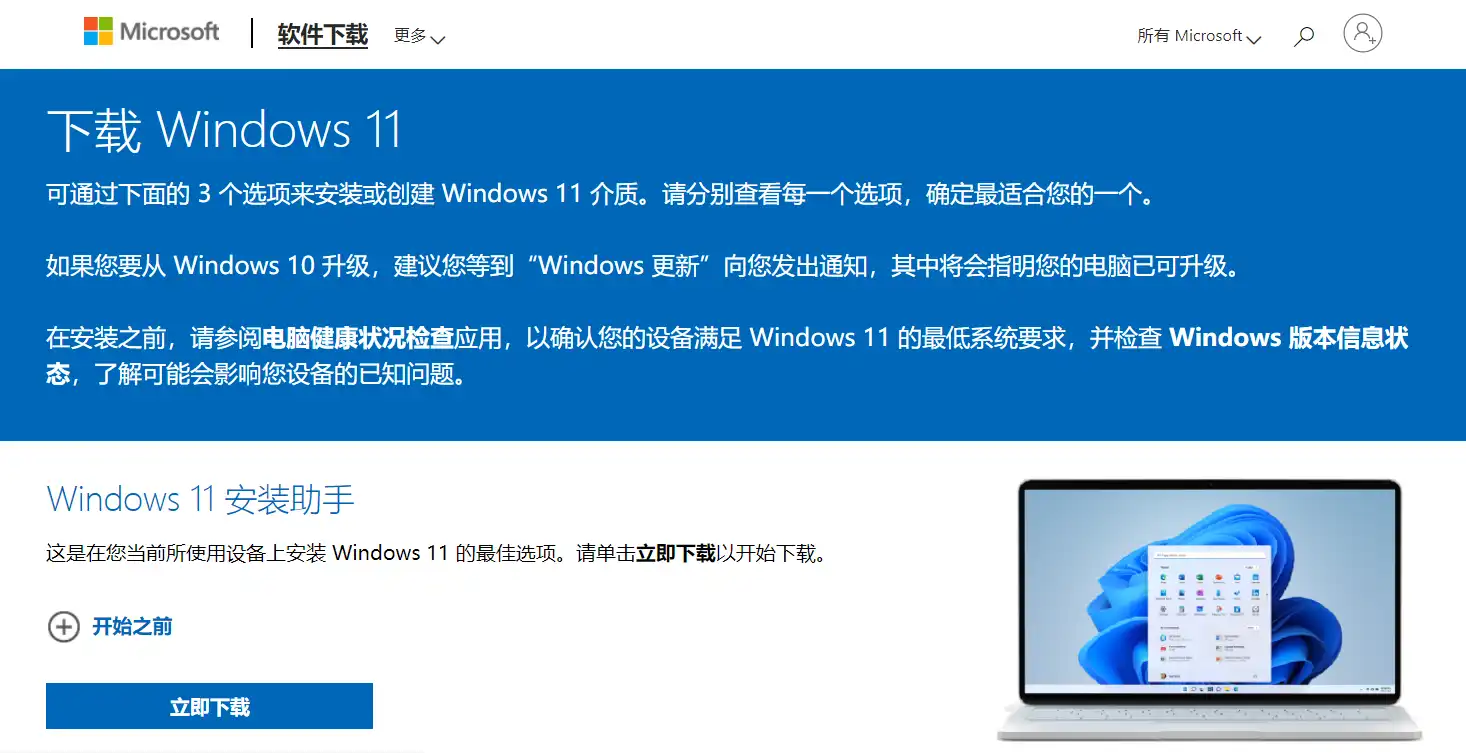 Microsoft 软件下载 更多 所有 Microsoft
下载 Windows 11
可通过下面的 3 个选项来安装或创建 Windows 11 介质。请分别查看每一个选项，确定最适合您的一个。
如果您要从 Windows 10 升级，建议您等到“Windows 更新”向您发出通知，其中将会指明您的电脑已可升级。
在安装之前，请参阅电脑健康状况检查应用，以确认您的设备满足 Windows 11 的最低系统要求，并检查 Windows 版本信息状
态，了解可能会影响您设备的已知问题。
Windows 11 安装助手
这是在您当前所使用设备上安装 Windows 11 的最佳选项。请单击立即下载以开始下载。
开始之前
立即下载